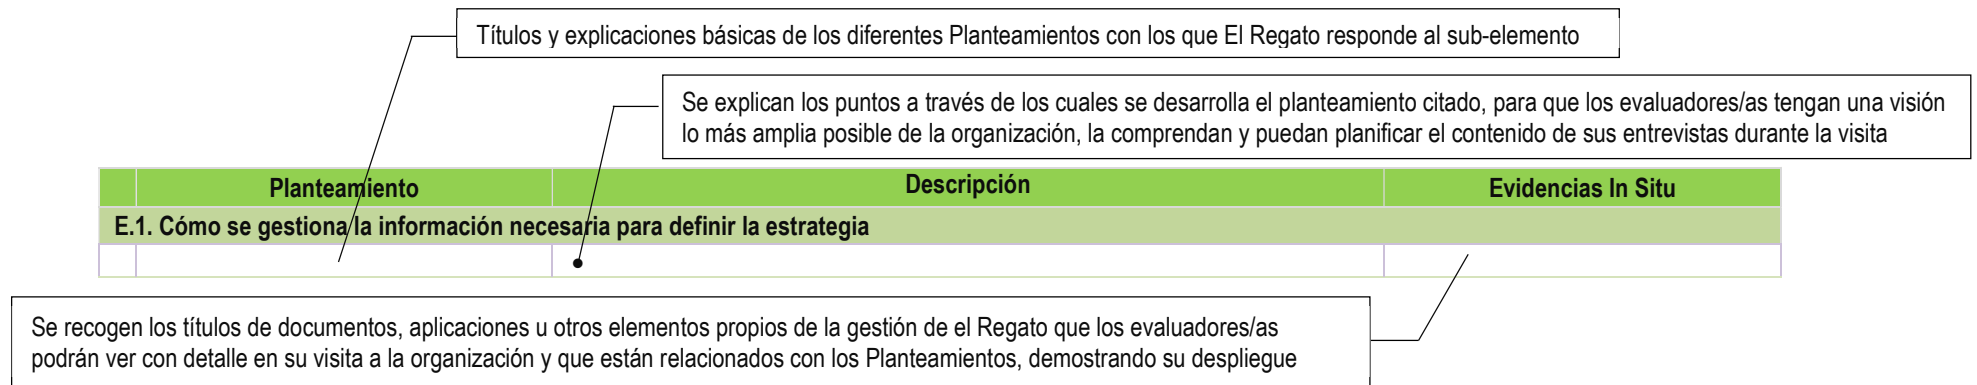 Títulos y explicaciones básicas de los diferentes Planteamientos con los que El Regato responde al sub-elemento
Se explican los puntos a través de los cuales se desarrolla el planteamiento citado, para que los evaluadores/as tengan una visión
lo más amplia posible de la organización, la comprendan y puedan planificar el contenido de sus entrevistas durante la visita
Planteamiento Descripción Evidencias In Situ
E.1. Cómo se gestiona la información necesaria para definir la estrategia
Se recogen los títulos de documentos, aplicaciones u otros elementos propios de la gestión de el Regato que los evaluadores/as
podrán ver con detalle en su visita a la organización y que están relacionados con los Planteamientos, demostrando su despliegue